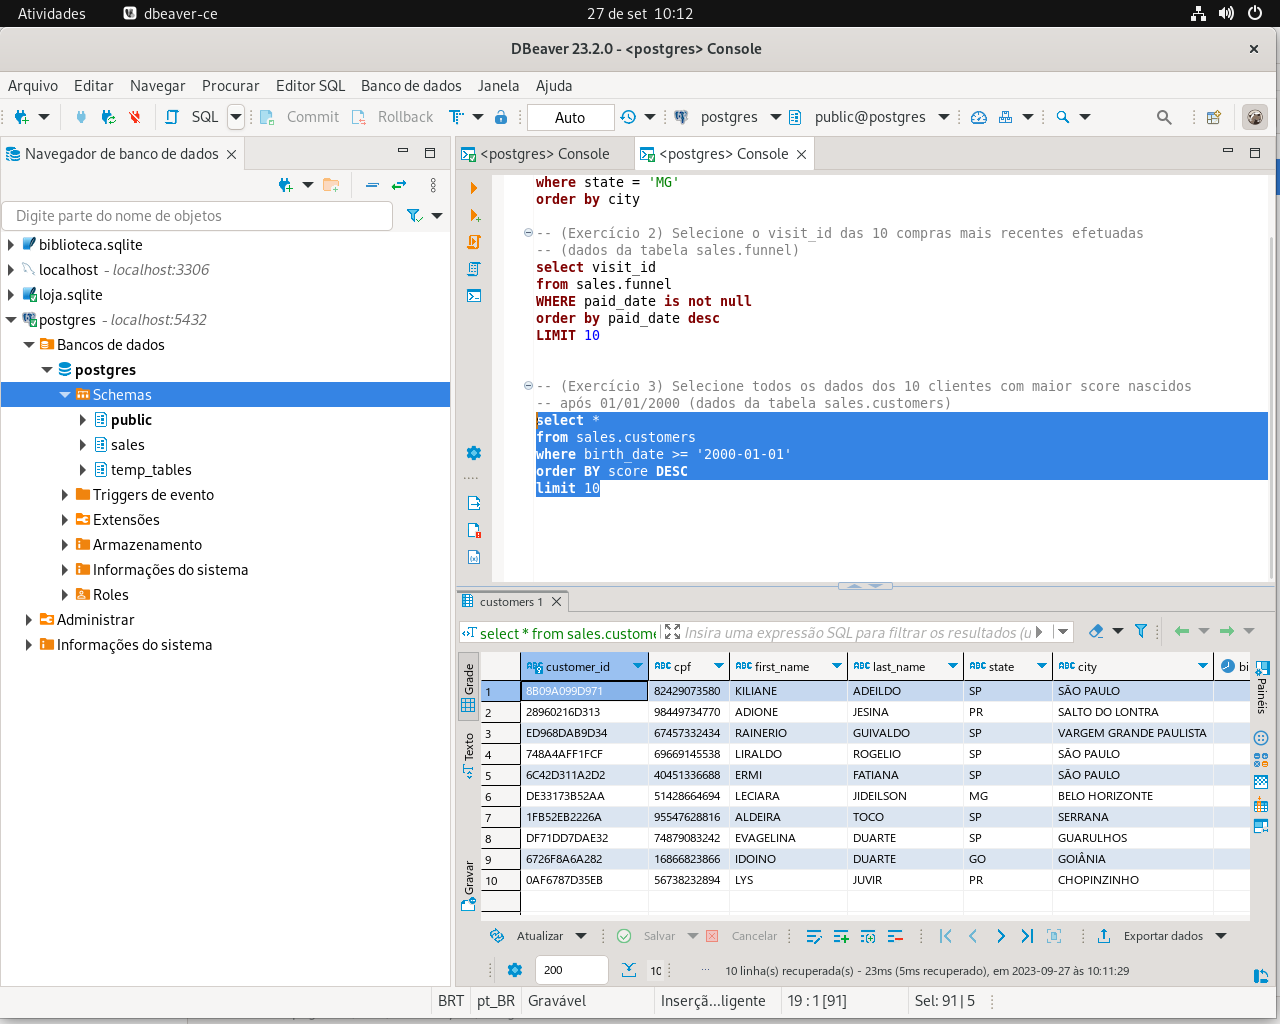 Atividades
dbeaver-ce
27 de set  10:12
DBeaver 23.2.0 - <postgres> Console
Arquivo Editar Navegar Procurar Editor SQL Banco de dados Janela Ajuda
SQL Commit Rollback Auto postgres public@postgres
Navegador de banco de dados
Digite parte do nome de objetos
biblioteca.sqlite
localhost - localhost:3306
loja.sqlite
postgres - localhost:5432
Bancos de dados
postgres
Schemas
public
sales
temp_tables
Triggers de evento
Extensões
Armazenamento
Informações do sistema
Roles
Administrar
Informações do sistema
<postgres> Console
<postgres> Console
where state = 'MG'
order by city
-- (Exercício 2) Selecione o visit_id das 10 compras mais recentes efetuadas
-- (dados da tabela sales.funnel)
select visit_id
from sales.funnel
WHERE paid_date is not null
order by paid_date desc
LIMIT 10
-- (Exercício 3) Selecione todos os dados dos 10 clientes com maior score nascidos
-- após 01/01/2000 (dados da tabela sales.customers)
select *
from sales.customers
where birth_date >= '2000-01-01'
order BY score DESC
limit 10
customers 1
select * from sales.custome
Insira uma expressão SQL para filtrar os resultados (u
Grade
Texto
Gravar
Painéis
customer_id cpf first_name last_name state city bi
1 8B09A099D971 82429073580 KILIANE ADEILDO SP SÃO PAULO
2 28960216D313 98449734770 ADIONE JESINA PR SALTO DO LONTRA
3 ED968DAB9D34 67457332434 RAINERIO GUIVALDO SP VARGEM GRANDE PAULISTA
4 748A4AFF1FCF 69669145538 LIRALDO ROGELIO SP SÃO PAULO
5 6C42D311A2D2 40451336688 ERMI FATIANA SP SÃO PAULO
6 DE33173B52AA 51428664694 LECIARA JIDEILSON MG BELO HORIZONTE
7 1FB52EB2226A 95547628816 ALDEIRA TOCO SP SERRANA
8 DF71DD7DAE32 74879083242 EVAGELINA DUARTE SP GUARULHOS
9 6726F8A6A282 16866823866 IDOINO DUARTE GO GOIÂNIA
10 0AF6787D35EB 56738232894 LYS JUVIR PR CHOPINZINHO
Atualizar Salvar Cancelar Exportar dados
200 10 ... 10 linha(s) recuperada(s) - 23ms (5ms recuperado), em 2023-09-27 às 10:11:29
BRT pt_BR Gravável Inserçã...ligente 19 : 1 [91] Sel: 91 | 5